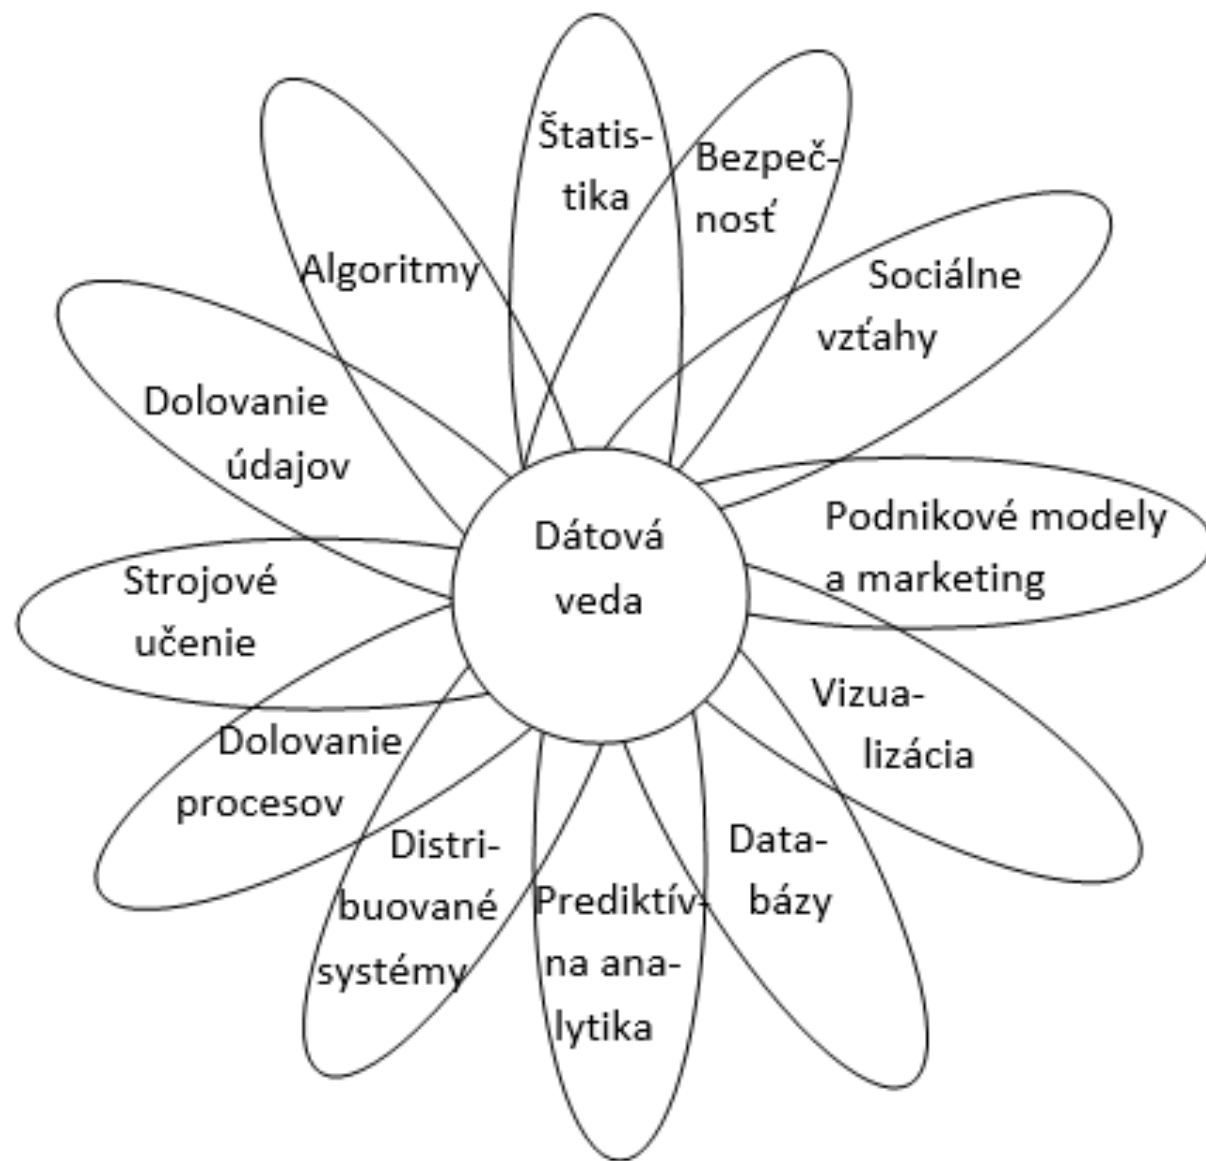 Štatis-
tika
Bezpeč-
nosť
Sociálne
vzťahy
Podnikové modely
a marketing
Vizua-
lizácia
Data-
bázy
Prediktív-
na ana-
lytika
Distri-
buované
systémy
Dolovanie
procesov
Strojové
učenie
Dolovanie
údajov
Algoritmy
Dátová
veda